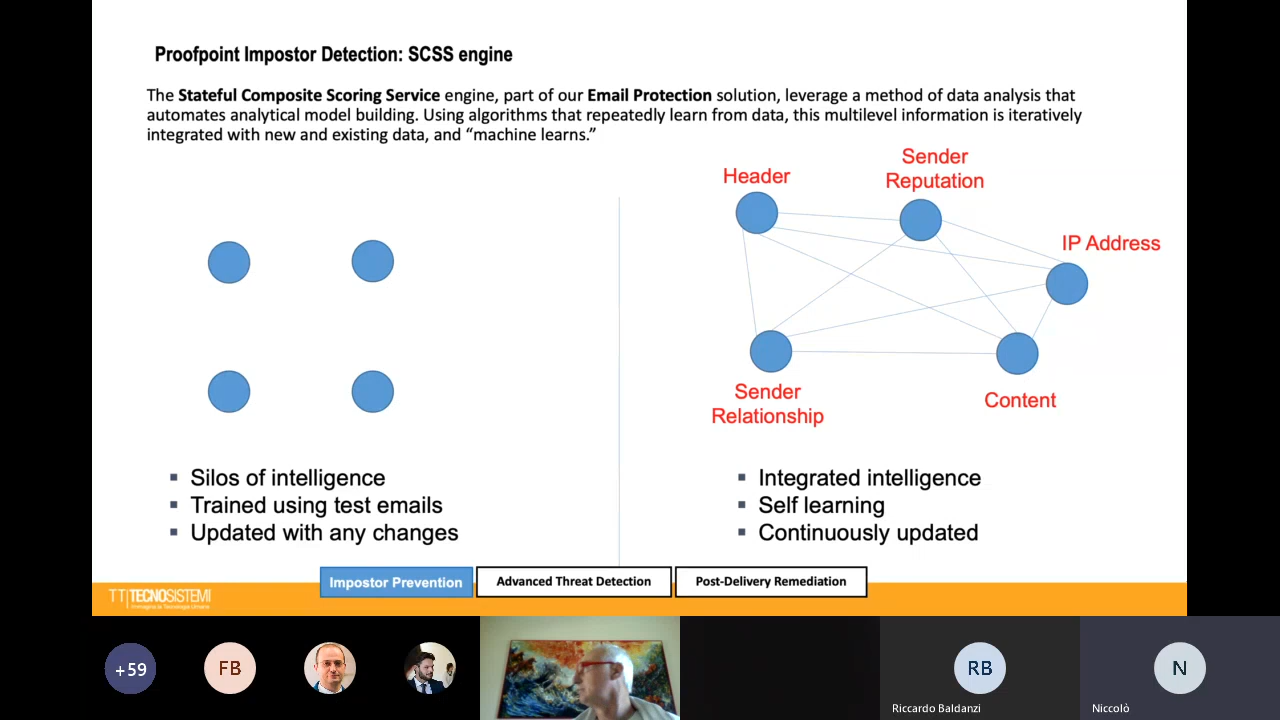 Proofpoint Impostor Detection: SCSS engine
The Stateful Composite Scoring Service engine, part of our Email Protection solution, leverage a method of data analysis that
automates analytical model building. Using algorithms that repeatedly learn from data, this multilevel information is iteratively
integrated with new and existing data, and “machine learns.”
Header
Sender
Reputation
IP Address
Sender
Relationship
Content
Silos of intelligence
Trained using test emails
Updated with any changes
Integrated intelligence
Self learning
Continuously updated
Impostor Prevention
Advanced Threat Detection
Post-Delivery Remediation
TT TECNOSISTEMI
Immagina la Tecnologia Umana
+59
FB
RB
N
Riccardo Baldanzi
Niccolò